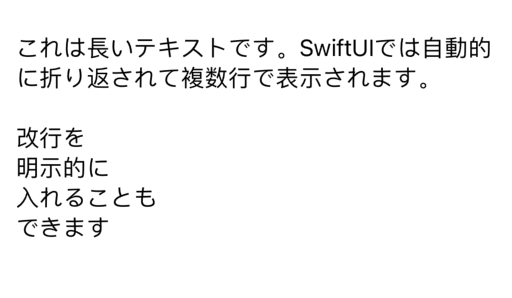 これは長いテキストです。SwiftUIでは自動的
に折り返されて複数行で表示されます。
改行を
明示的に
入れることも
できます